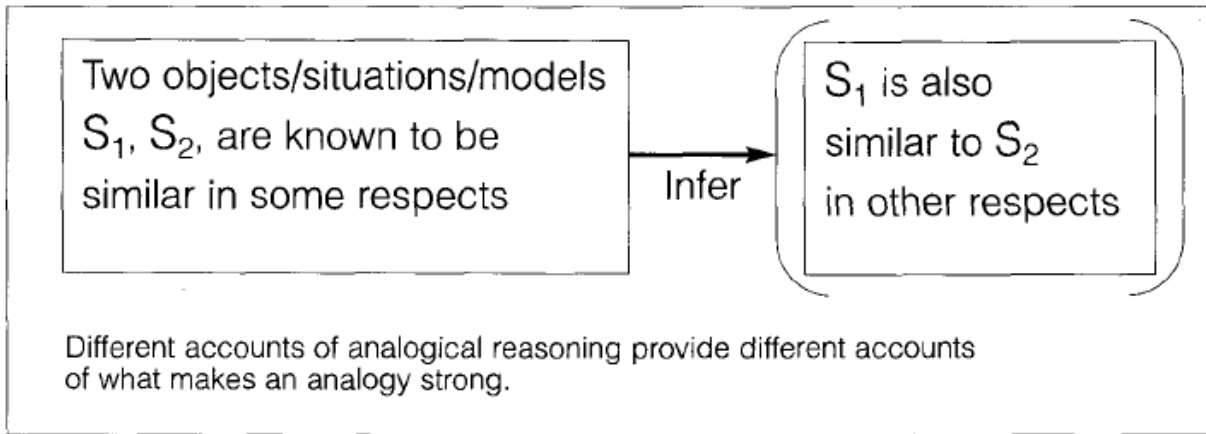 Two objects/situations/models
S₁, S₂, are known to be
similar in some respects
Infer
S₁ is also
similar to S₂
in other respects
Different accounts of analogical reasoning provide different accounts
of what makes an analogy strong.